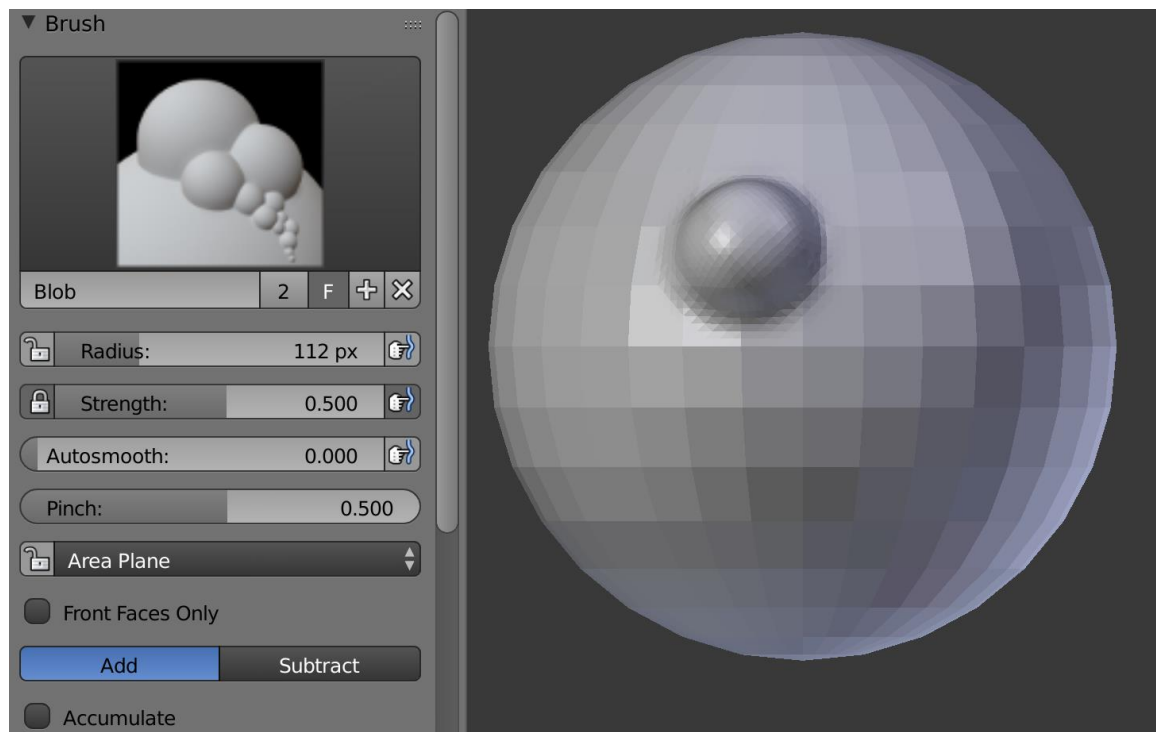 Brush
Blob 2 F
Radius: 112 px
Strength: 0.500
Autosmooth: 0.000
Pinch: 0.500
Area Plane
Front Faces Only
Add Subtract
Accumulate